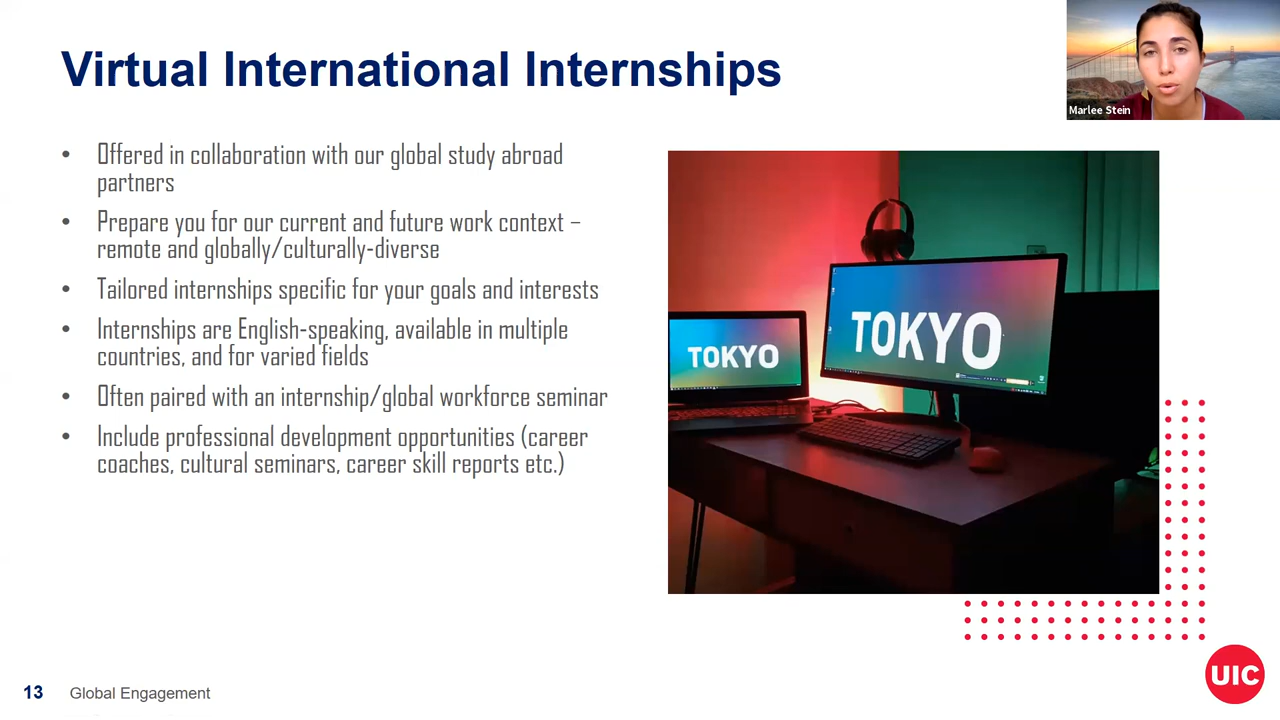 Virtual International Internships
Marlee Stein
• Offered in collaboration with our global study abroad
partners
• Prepare you for our current and future work context –
remote and globally/culturally-diverse
• Tailored internships specific for your goals and interests
• Internships are English-speaking, available in multiple
countries, and for varied fields
• Often paired with an internship/global workforce seminar
• Include professional development opportunities (career
coaches, cultural seminars, career skill reports etc.)
TOKYO
TOKYO
13 Global Engagement
UIC